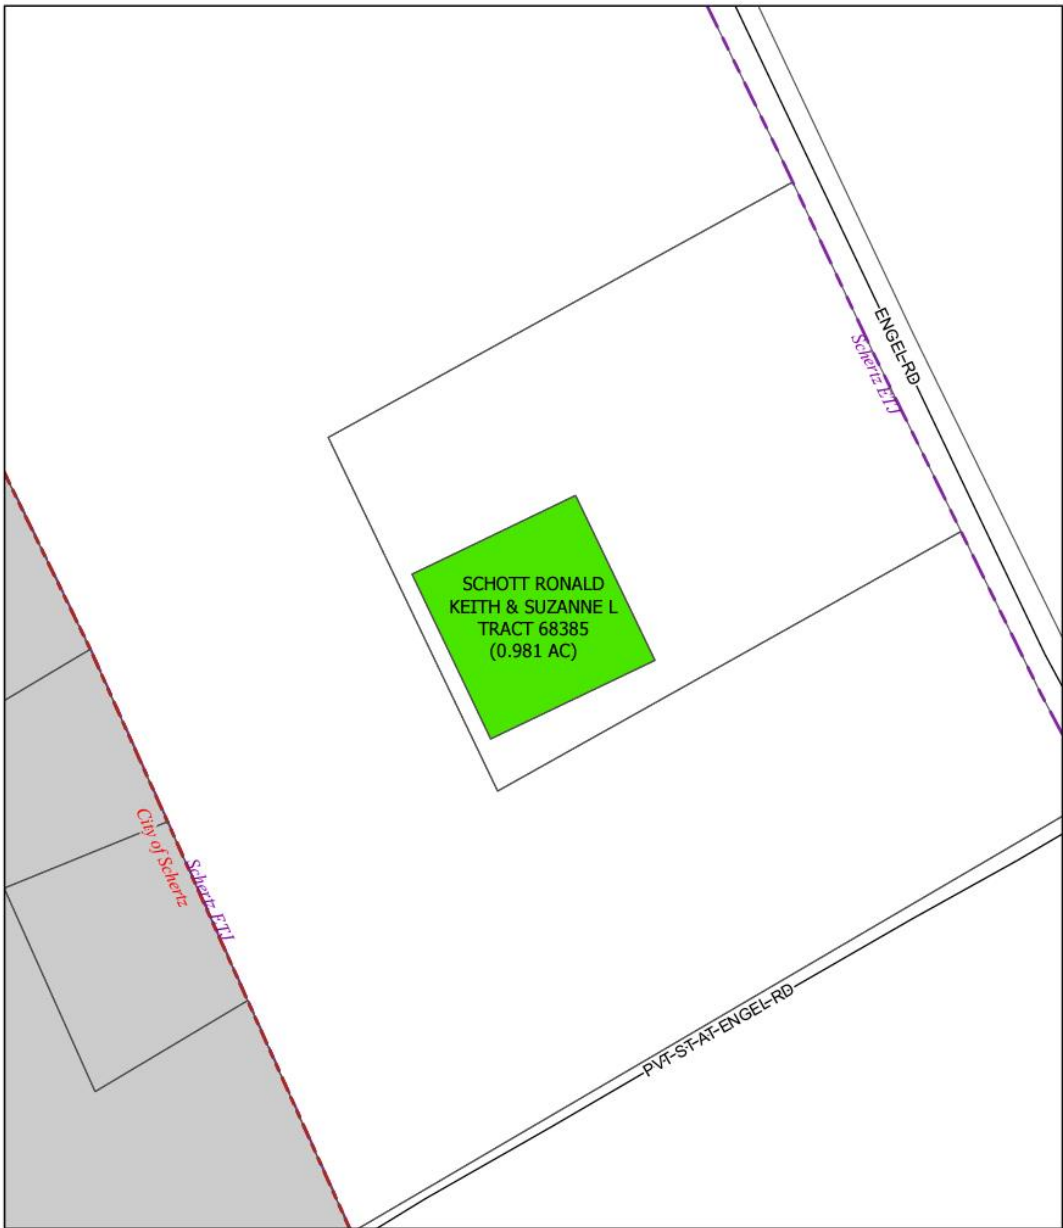 ENGEL RD
Schertz ETJ
SCHOTT RONALD
KEITH & SUZANNE L
TRACT 68385
(0.981 AC)
City of Schertz
Schertz ETJ
PVT-ST-AT-ENGEL-RD